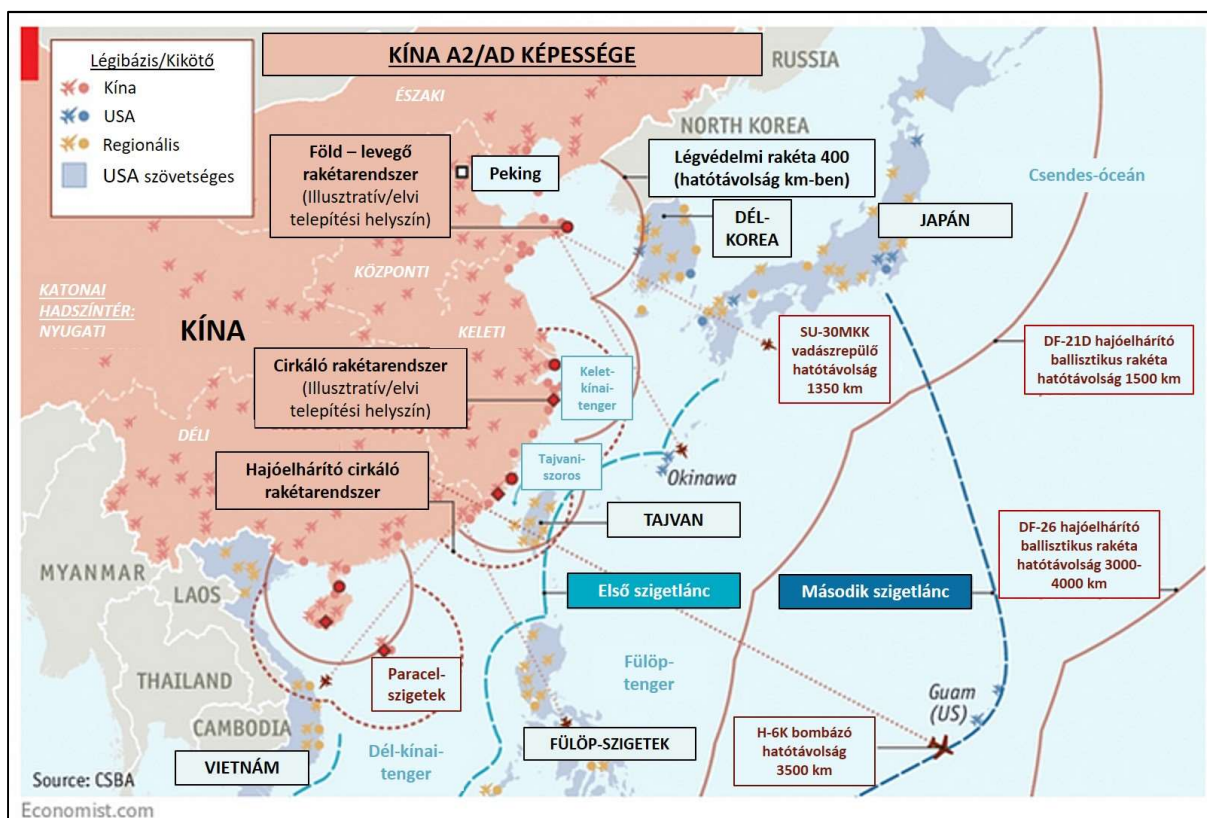 KÍNA A2/AD KÉPESSÉGE
Légibázis/Kikötő
Kína
USA
Regionális
USA szövetséges
RUSSIA
ÉSZAKI
NORTH KOREA
Föld – levegő
rakétarendszer
(Illusztratív/elvi
telepítési helyszín)
Peking
Légvédelmi rakéta 400
(hatótávolság km-ben)
Csendes-óceán
DÉL-
KOREA
JAPÁN
KÖZPONTI
KATONAI
HADSZÍNTÉR:
NYUGATI
KÍNA
KELETI
SU-30MKK
vadászrepülő
hatótávolság
1350 km
DF-21D hajóelhárító
ballisztikus rakéta
hatótávolság 1500 km
Cirkáló rakétarendszer
(Illusztratív/elvi
telepítési helyszín)
Kelet-
kínai-
tenger
DÉLI
Hajóelhárító cirkáló
rakétarendszer
Tajvani-
szoros
Okinawa
TAJVAN
DF-26 hajóelhárító
ballisztikus rakéta
hatótávolság 3000-
4000 km
MYANMAR
LAOS
Első szigetlánc
Második szigetlánc
THAILAND
Paracel-
szigetek
Fülöp-
tenger
Guam
(US)
CAMBODIA
VIETNÁM
Dél-kínai-
tenger
FÜLÖP-SZIGETEK
H-6K bombázó
hatótávolság
3500 km
Source: CSBA
Economist.com